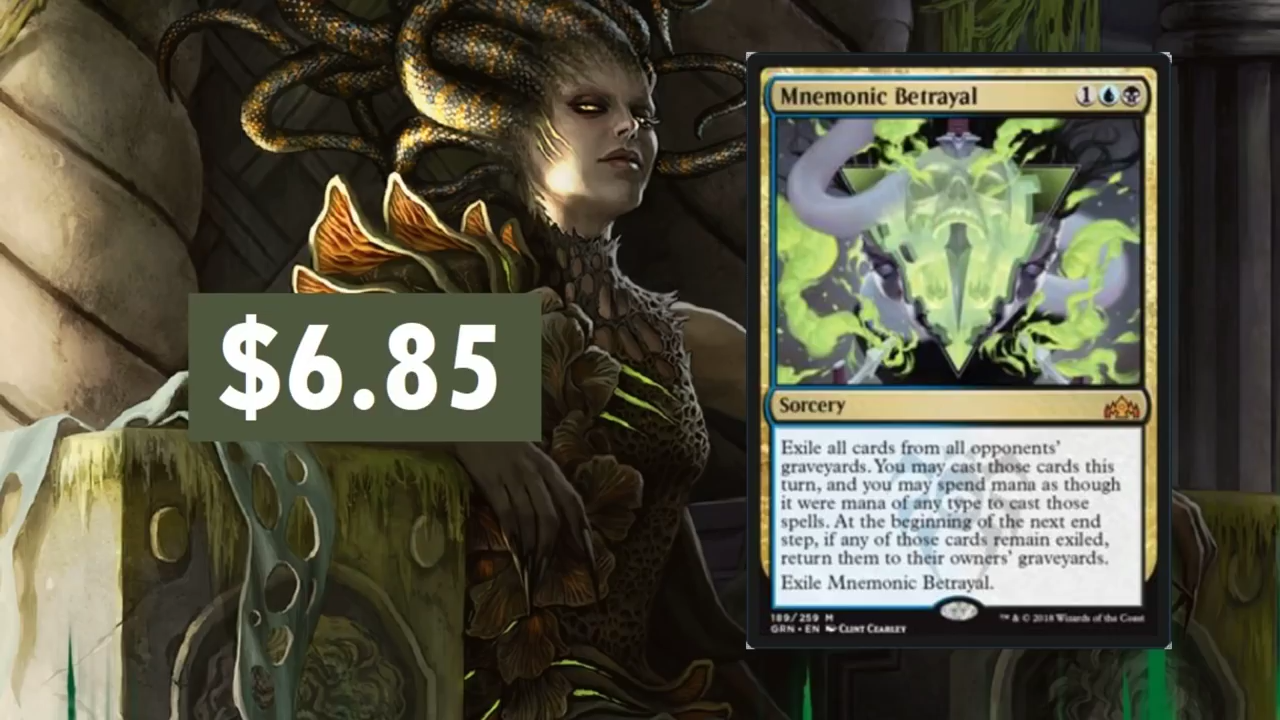 $6.85
Mnemonic Betrayal 1
Sorcery
Exile all cards from all opponents'
graveyards. You may cast those cards this
turn, and you may spend mana as though
it were mana of any type to cast those
spells. At the beginning of the next end
step, if any of those cards remain exiled,
return them to their owners' graveyards.
Exile Mnemonic Betrayal.
189/259 M
GRN • EN Clint Cearley
™ & © 2018 Wizards of the Coast